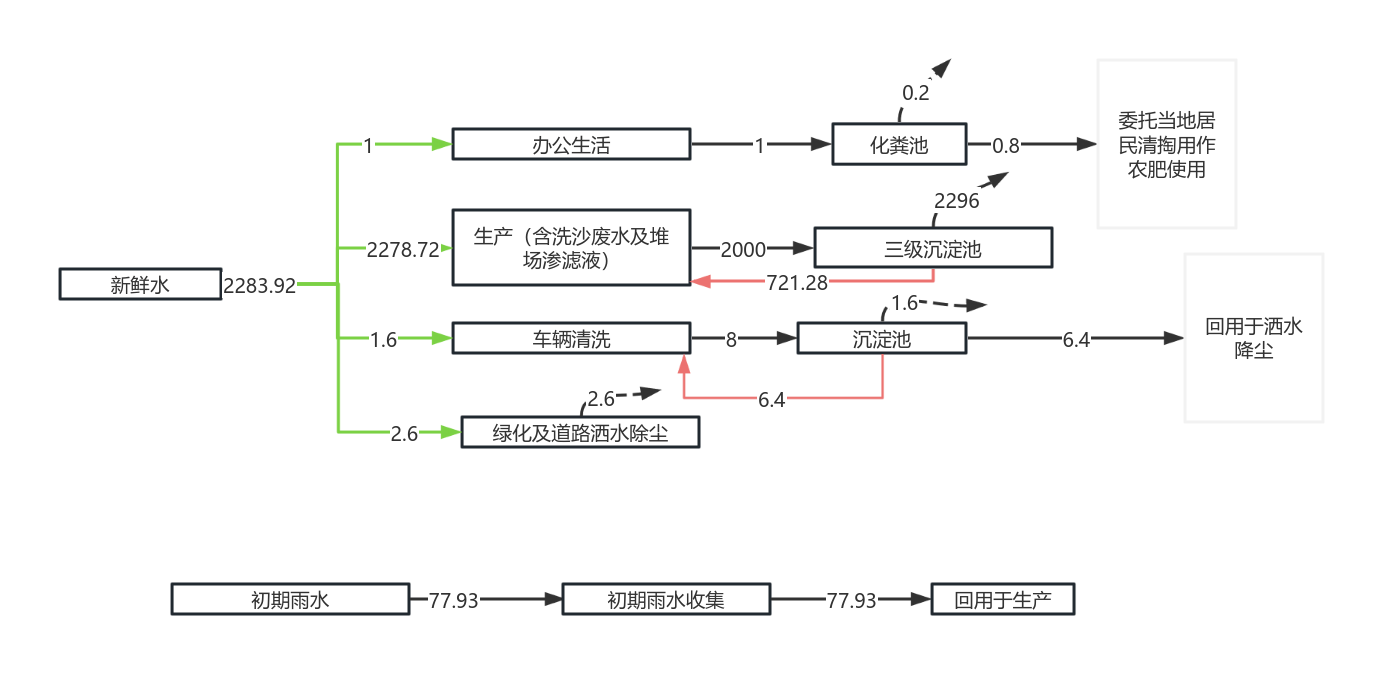 0.2
1
办公生活
1
化粪池
0.8
委托当地居
民清掏用作
农肥使用
2296
2278.72
生产（含洗沙废水及堆
场渗滤液）
2000
三级沉淀池
721.28
新鲜水
2283.92
1.6
1.6
车辆清洗
8
沉淀池
6.4
回用于洒水
降尘
6.4
2.6
2.6
绿化及道路洒水除尘
初期雨水
77.93
初期雨水收集
77.93
回用于生产